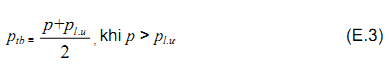 p_tb = (p+p_l.u)/2 , khi p > p_l.u (E.3)